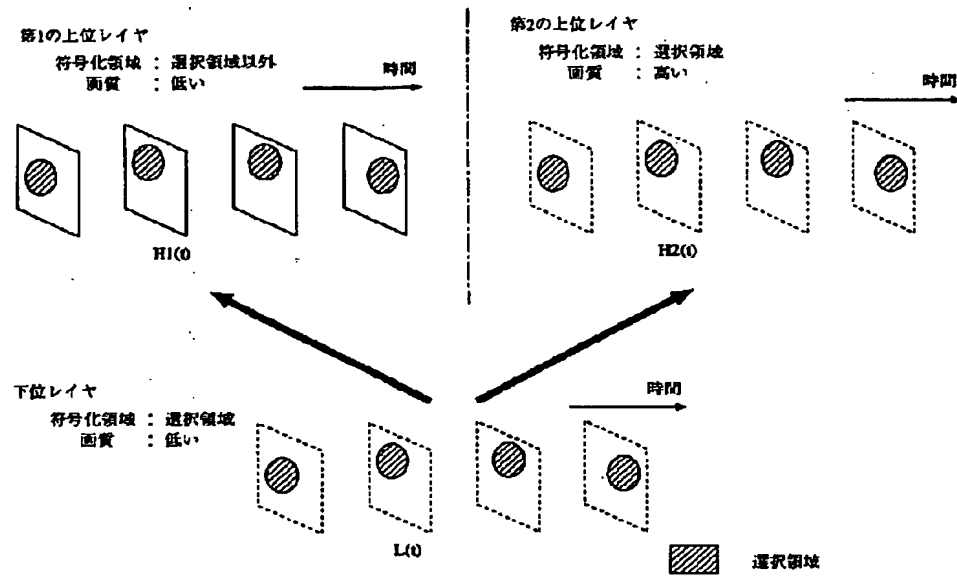 第1の上位レイヤ
符号化領域 : 選択領域以外
画質 : 低い
時間
H1(t)
第2の上位レイヤ
符号化領域 : 選択領域
画質 : 高い
時間
H2(t)
下位レイヤ
符号化領域 : 選択領域
画質 : 低い
時間
L(t)
選択領域